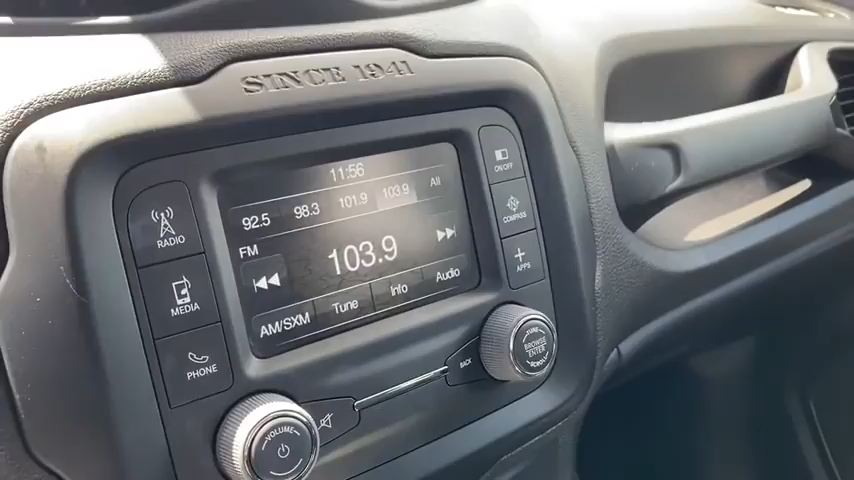 SINCE 1941
11:56
92.5 98.3 101.9 103.9 All
FM
103.9
AM/SXM Tune Info Audio
RADIO
MEDIA
PHONE
ON/OFF
COMPASS
APPS
VOLUME
BACK
TUNE
BROWSE
ENTER
SCROLL